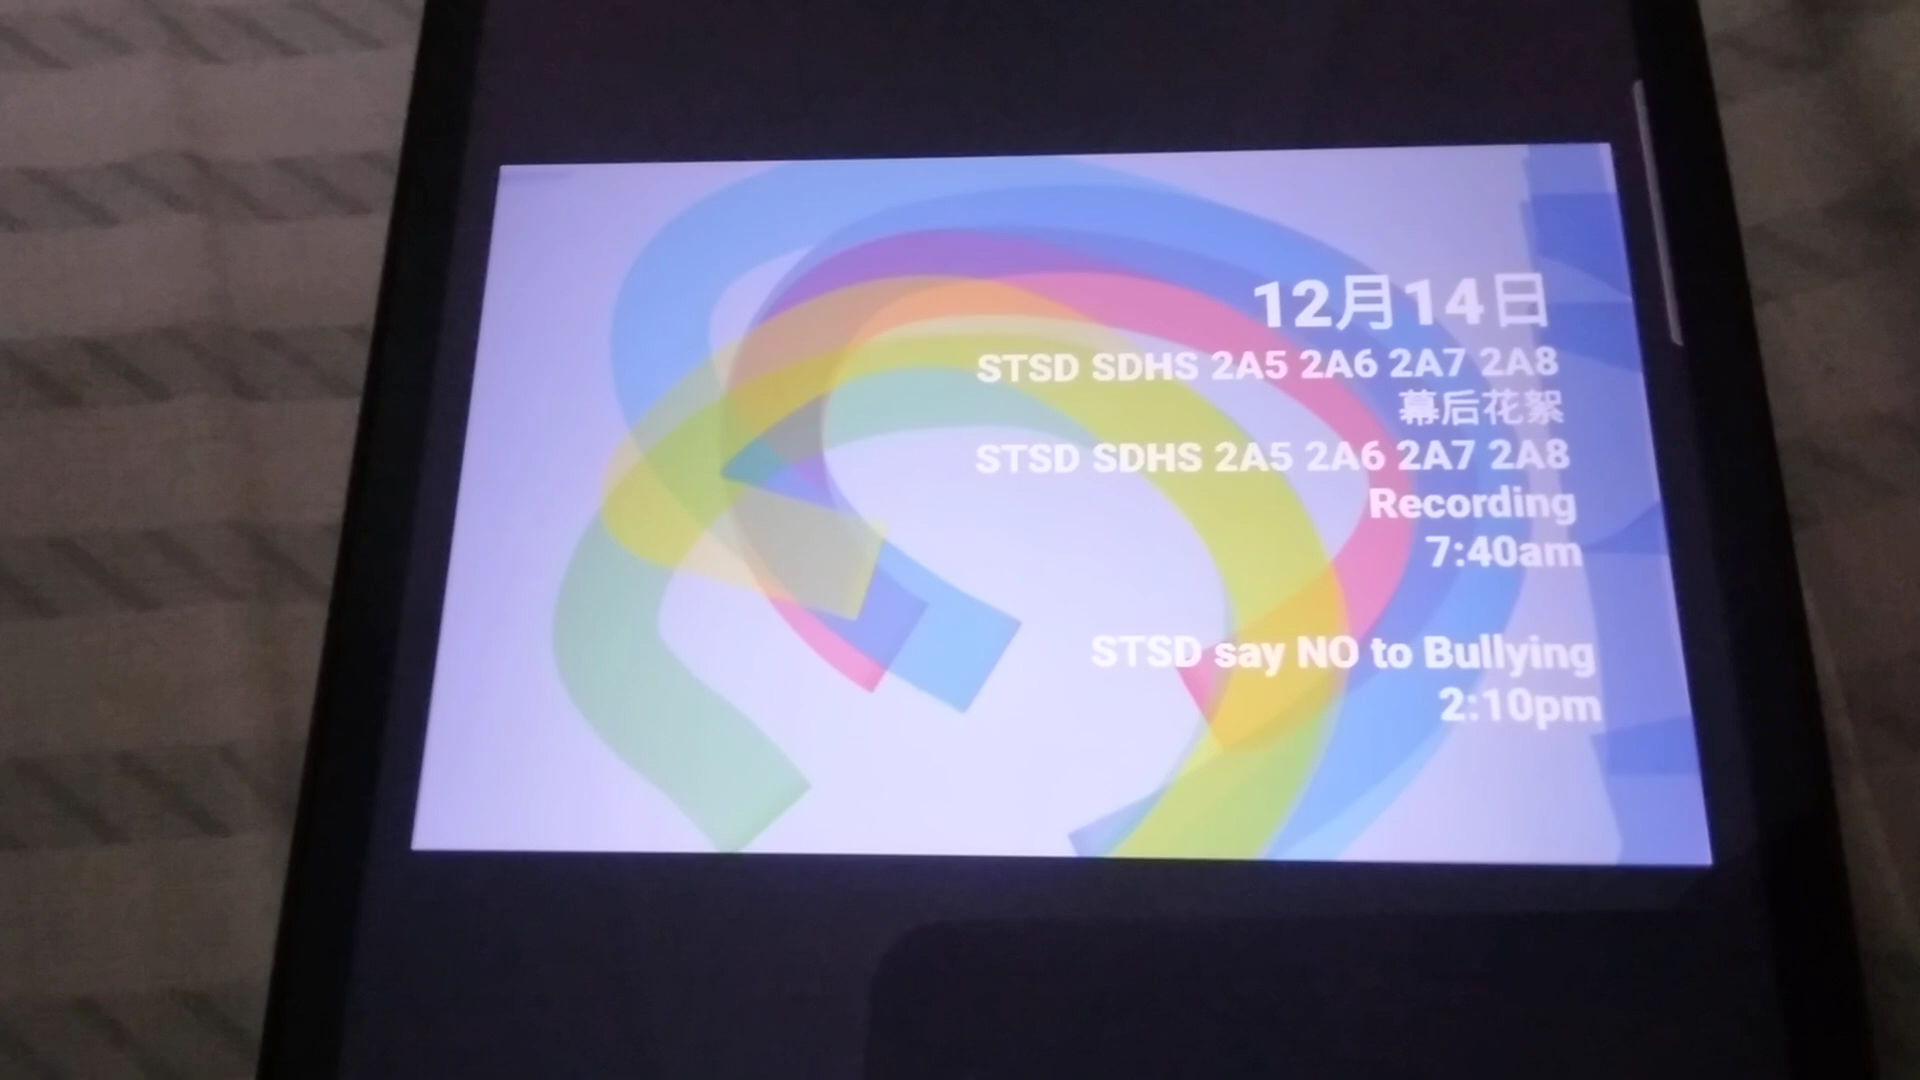 12月14日
STSD SDHS 2A5 2A6 2A7 2A8
幕后花絮
STSD SDHS 2A5 2A6 2A7 2A8
Recording
7:40am
STSD say NO to Bullying
2:10pm